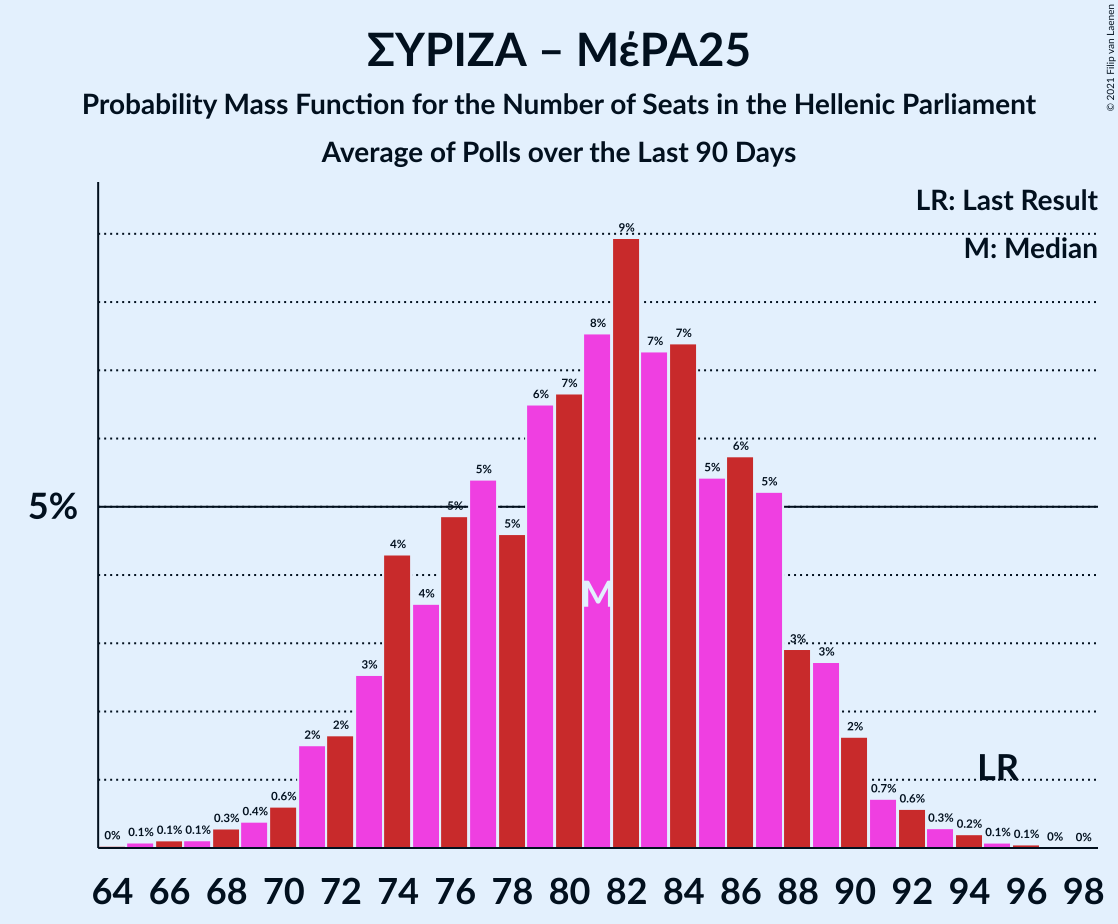 ΣΥΡΙΖΑ – ΜέΡΑ25
Probability Mass Function for the Number of Seats in the Hellenic Parliament
Average of Polls over the Last 90 Days
© 2021 Filip van Laenen
LR: Last Result
M: Median
5%
0% 0.1% 0.1% 0.1% 0.3% 0.4% 0.6% 2% 2% 3% 4% 4% 5% 5% 5% 6% 7% 8% 9% 7% 7% 5% 6% 5% 3% 3% 2% 0.7% 0.6% 0.3% 0.2% 0.1% 0.1% 0% 0%
M
LR
64 66 68 70 72 74 76 78 80 82 84 86 88 90 92 94 96 98